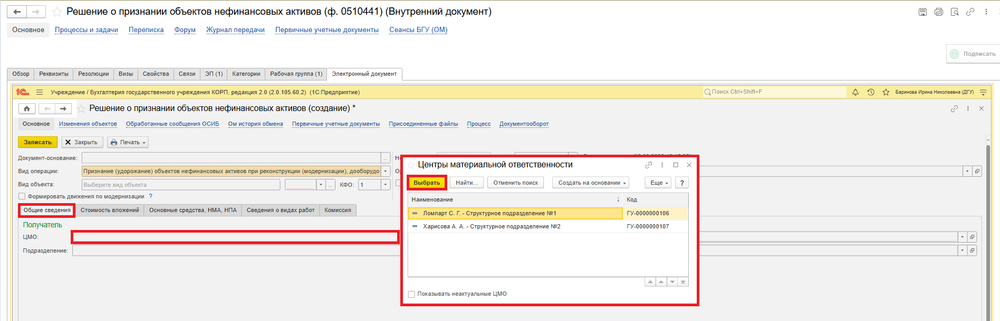 Решение о признании объектов нефинансовых активов (ф. 0510441) (Внутренний документ)
Основное Процессы и задачи Переписка Форум Журнал передачи Первичные учетные документы Сеансы БГУ (ОМ)
Подписать
Обзор Реквизиты Резолюции Визы Свойства Связи ЭП (1) Категории Рабочая группа (1) Электронный документ
1С Учреждение / Бухгалтерия государственного учреждения КОРП, редакция 2.0 (2.0.105.60.2) (1С:Предприятие) Поиск Ctrl+Shift+F Баринова Ирина Николаевна (ДГУ)
Решение о признании объектов нефинансовых активов (создание) *
Основное Изменения объектов Обработанные сообщения ОСИБ Ом история обмена Первичные учетные документы Присоединенные файлы Процесс Документооборот
Записать Закрыть Печать
Документ-основание:
Вид операции: Признание (удорожание) объектов нефинансовых активов при реконструкции (модернизации), дооборудо
Вид объекта: Выберите вид объекта КФО: 1
Формировать движения по модернизации ?
Общие сведения Стоимость вложений Основные средства, НМА, НПА Сведения о видах работ Комиссия
Получатель
ЦМО:
Подразделение:
Центры материальной ответственности
Выбрать Найти... Отменить поиск Создать на основании Еще ?
Наименование ↓ Код
Ломпарт С. Г. - Структурное подразделение №1 ГУ-0000000106
Харисова А. А. - Структурное подразделение №2 ГУ-0000000107
Показывать неактуальные ЦМО